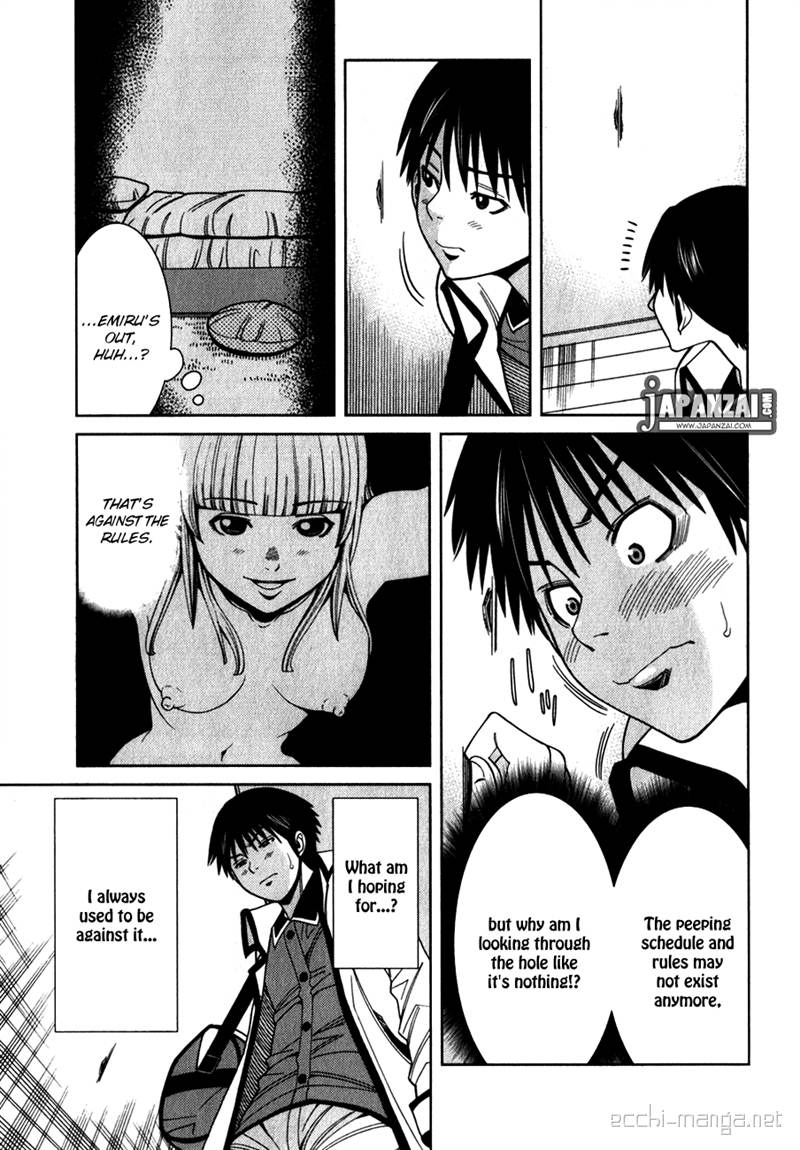 ...EMIRU'S
OUT,
HUH...?
JAPANZAI.COM
WWW.JAPANZAI.COM
The peeping
schedule and
rules may
not exist
anymore,
but why am I
looking through
the hole like
it's nothing!?
THAT'S
AGAINST THE
RULES.
What am
I hoping
for...?
I always
used to be
against it...
ecchi-manga.net